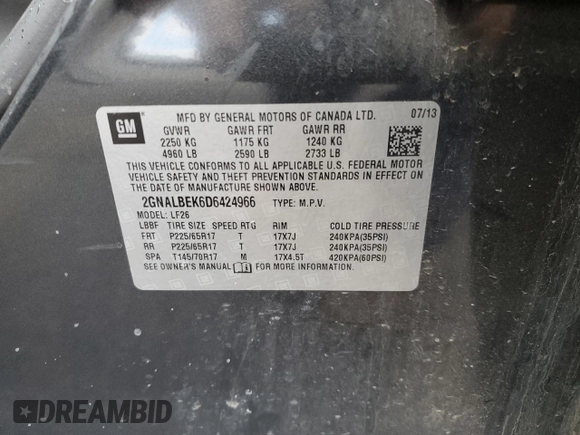 GM
MFD BY GENERAL MOTORS OF CANADA LTD. 07/13
GVWR GAWR FRT GAWR RR
2250 KG 1175 KG 1240 KG
4960 LB 2590 LB 2733 LB
THIS VEHICLE CONFORMS TO ALL APPLICABLE U.S. FEDERAL MOTOR
VEHICLE SAFETY AND THEFT PREVENTION STANDARDS IN EFFECT ON
THE DATE OF MANUFACTURE SHOWN ABOVE.
2GNALBEK6D6424966 TYPE: M.P.V.
MODEL: LF26
LBBF TIRE SIZE SPEED RTG RIM COLD TIRE PRESSURE
FRT P225/65R17 T 17X7J 240KPA(35PSI)
RR P225/65R17 T 17X7J 240KPA(35PSI)
SPA T145/70R17 M 17X4.5T 420KPA(60PSI)
SEE OWNER'S MANUAL FOR MORE INFORMATION.
DREAMBID